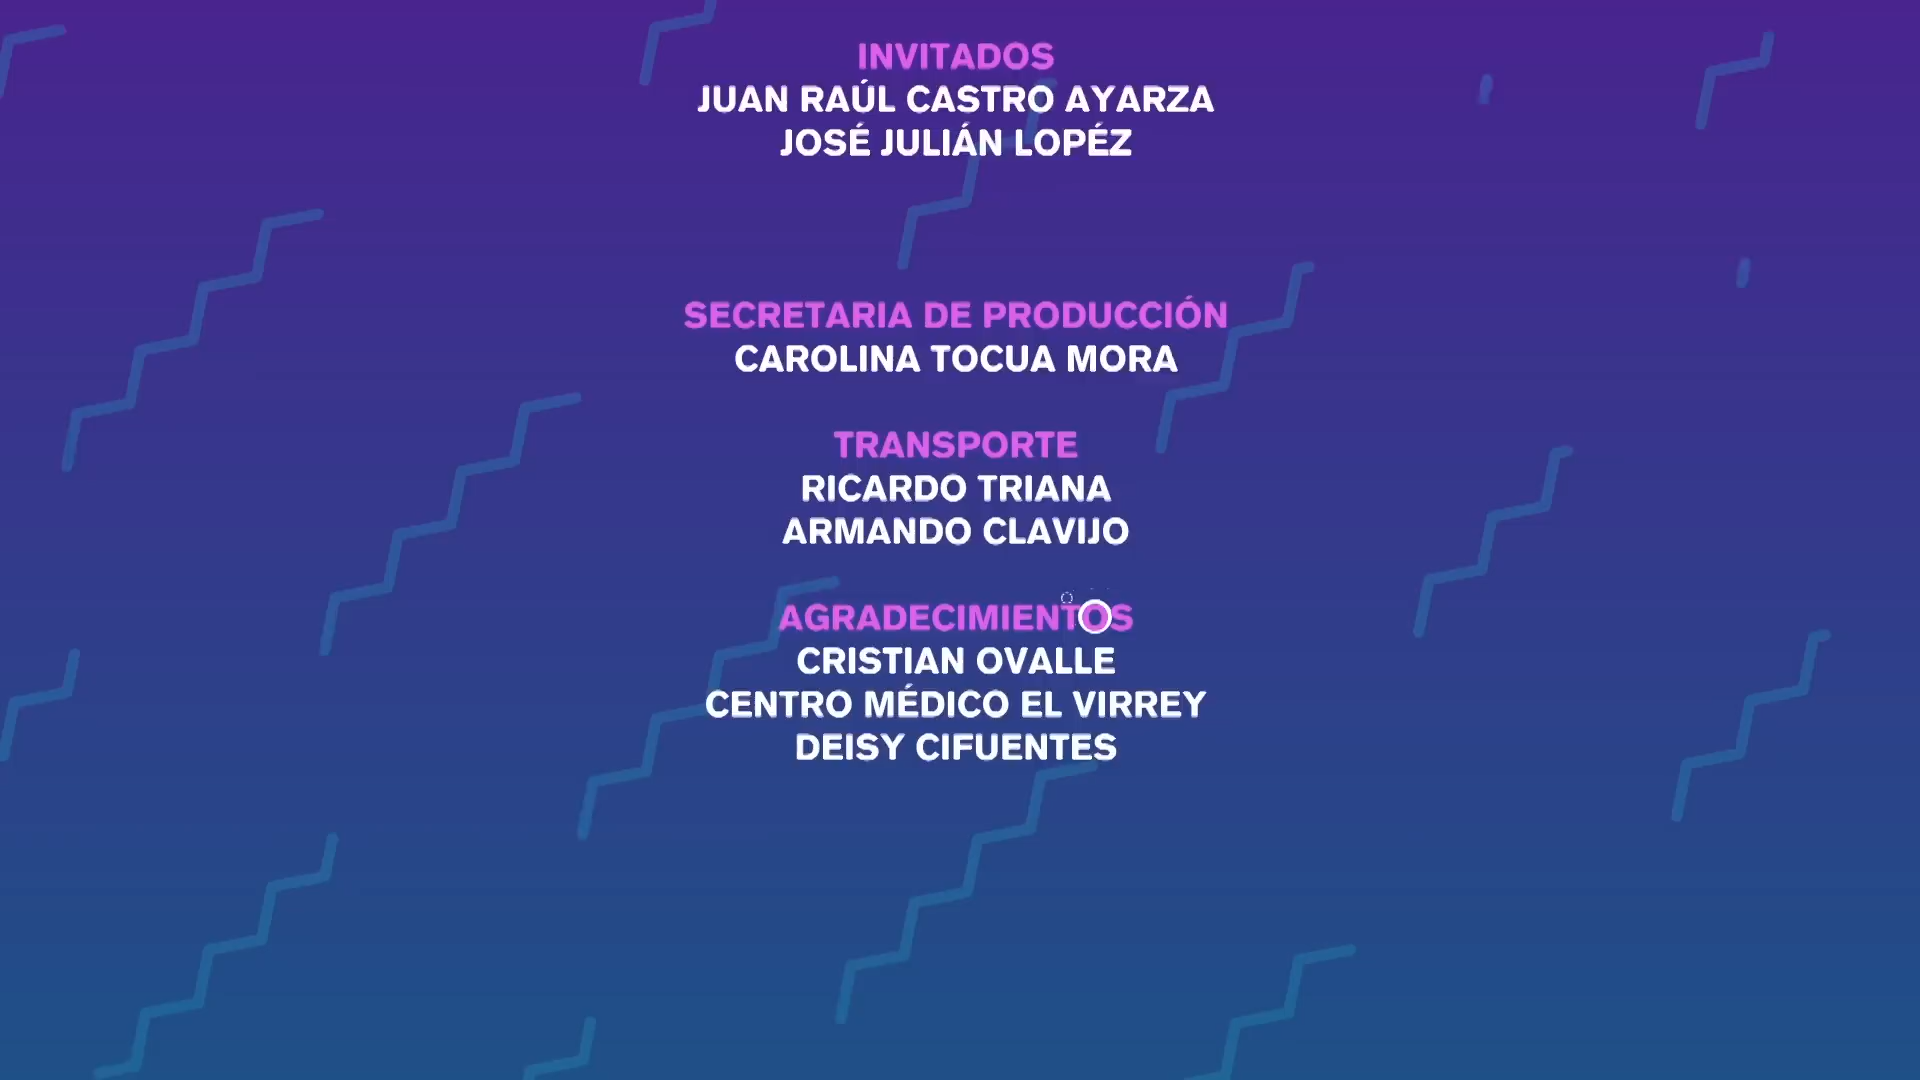 INVITADOS
JUAN RAÚL CASTRO AYARZA
JOSÉ JULIÁN LOPÉZ
SECRETARIA DE PRODUCCIÓN
CAROLINA TOCUA MORA
TRANSPORTE
RICARDO TRIANA
ARMANDO CLAVIJO
AGRADECIMIENTOS
CRISTIAN OVALLE
CENTRO MÉDICO EL VIRREY
DEISY CIFUENTES